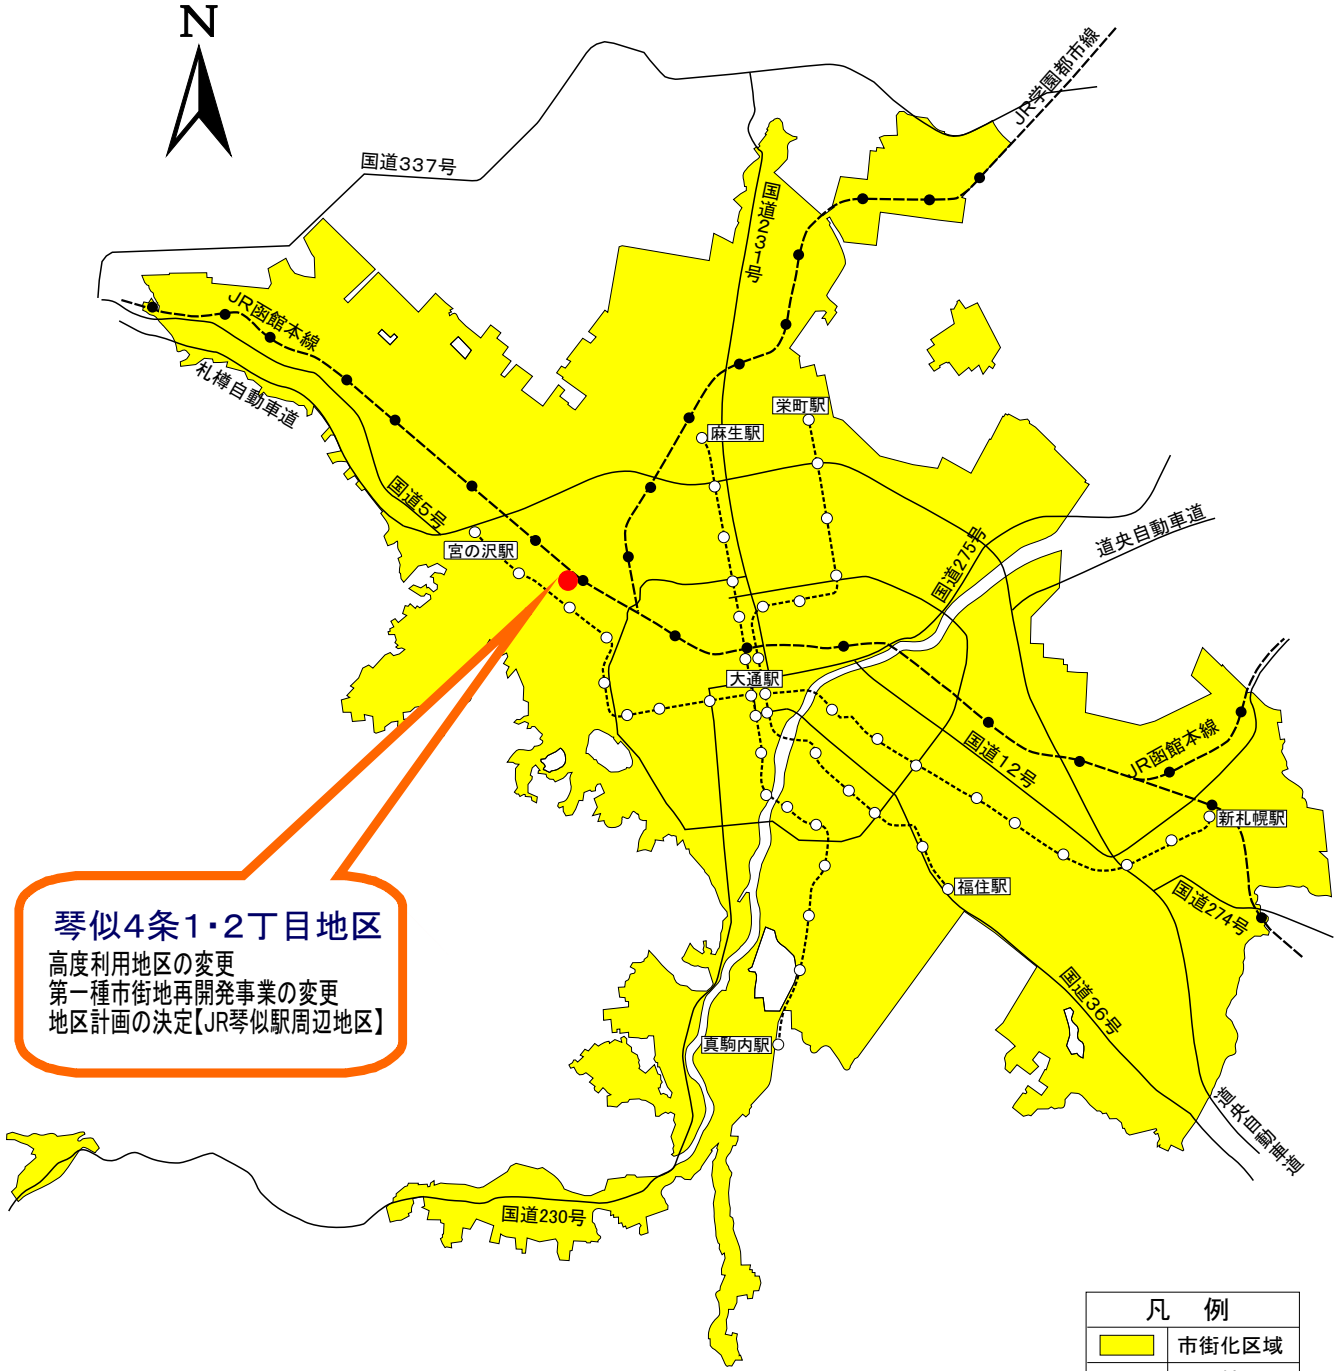 N
JR学園都市線
国道337号
国道231号
JR函館本線
札樽自動車道
栄町駅
麻生駅
国道5号
宮の沢駅
道央自動車道
国道275号
大通駅
国道12号
JR函館本線
新札幌駅
福住駅
国道274号
琴似4条1・2丁目地区
高度利用地区の変更
第一種市街地再開発事業の変更
地区計画の決定【JR琴似駅周辺地区】
国道36号
真駒内駅
道央自動車道
国道230号
凡 例
市街化区域